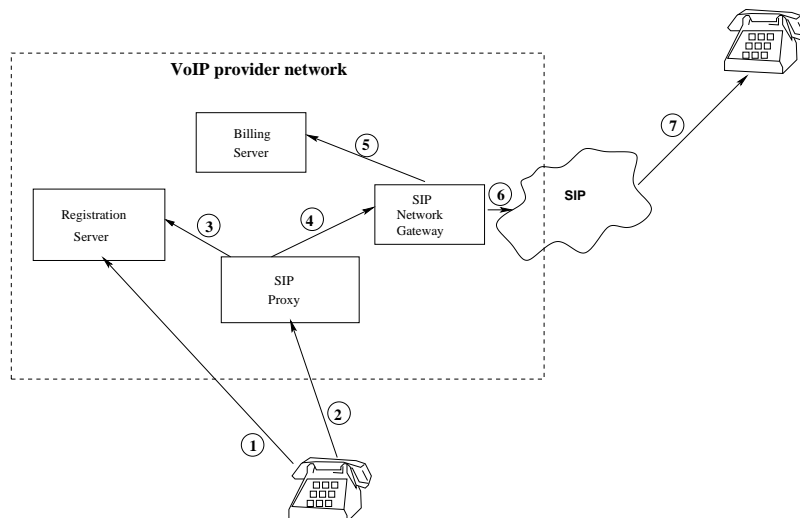 VoIP provider network
Billing
Server
5
7
6
SIP
SIP
Network
Gateway
Registration
Server
3
4
SIP
Proxy
2
1